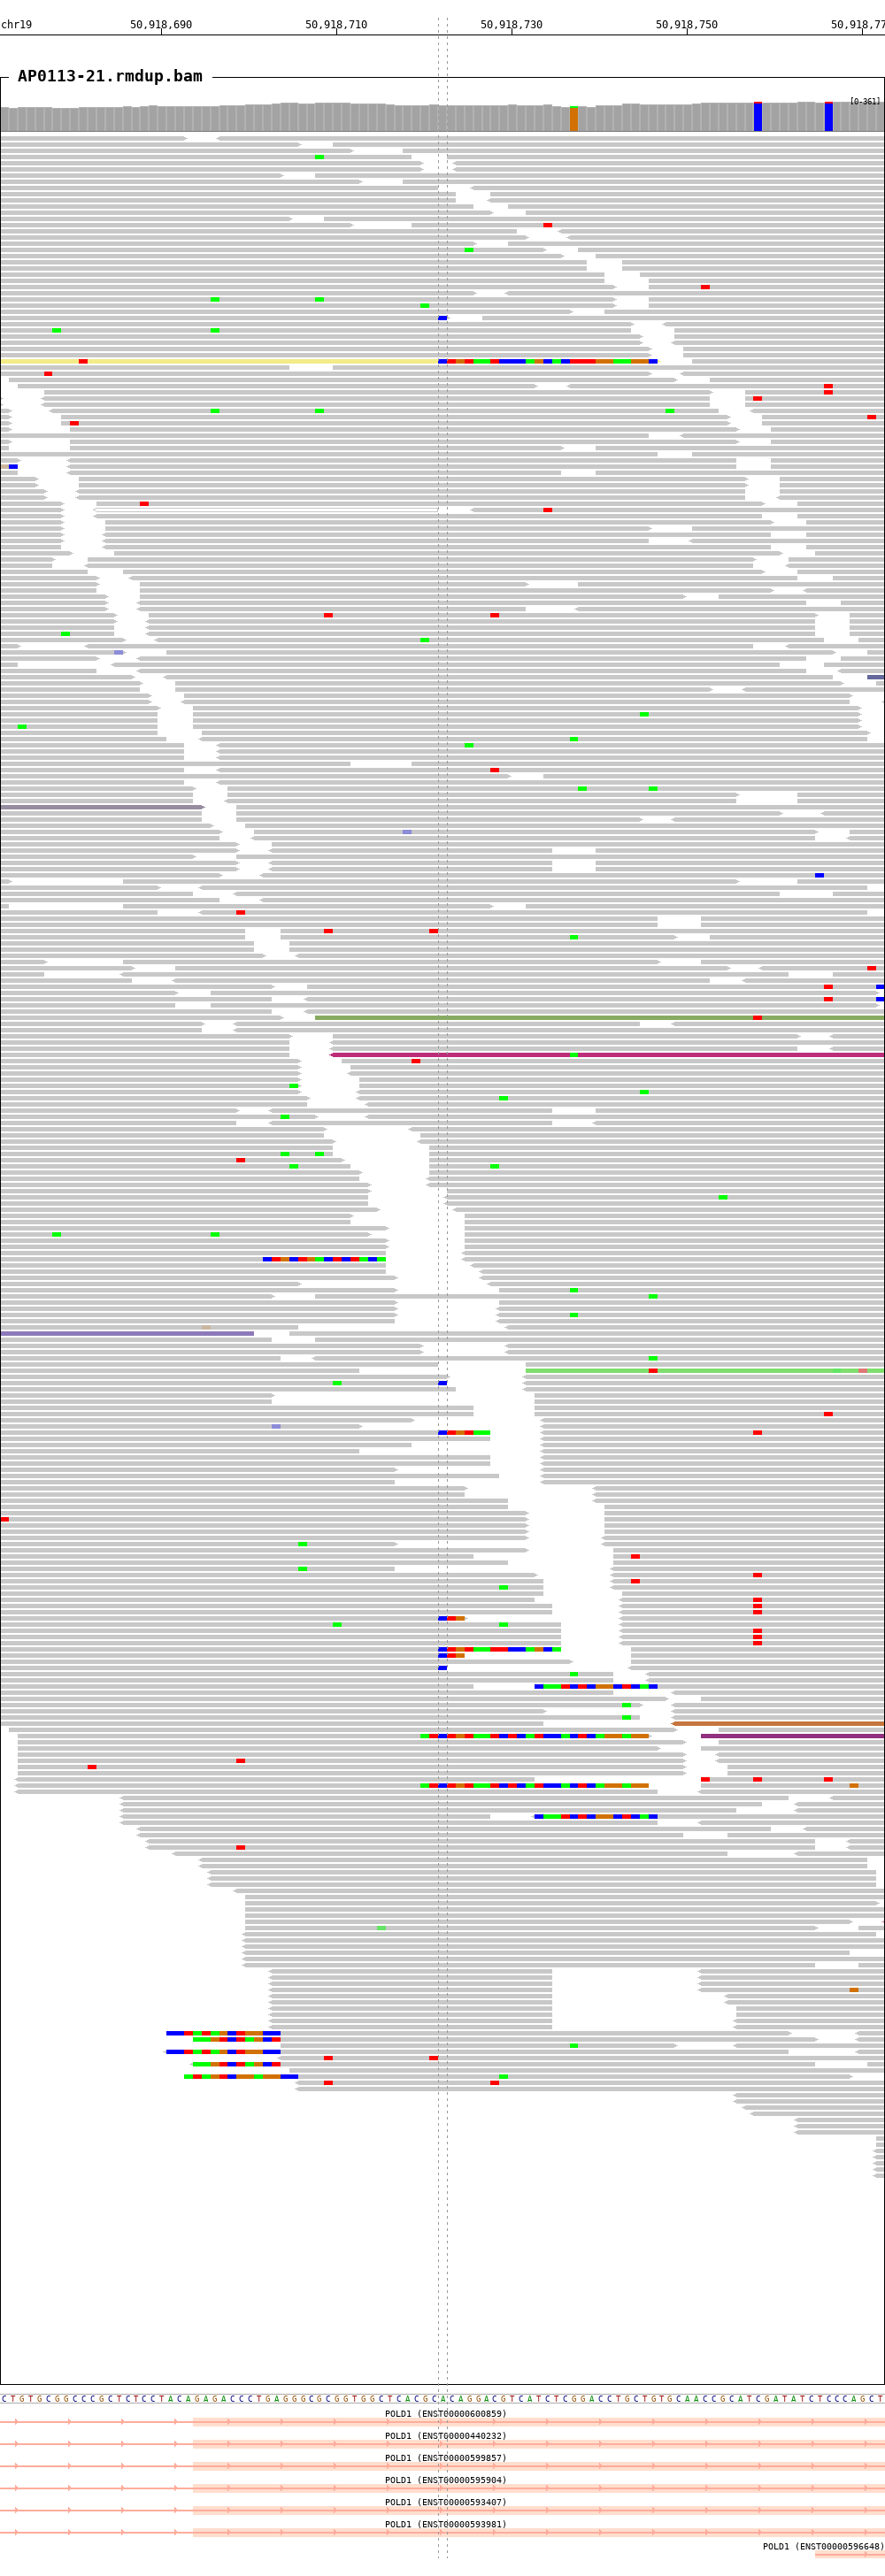 chr19 50,918,690 50,918,710 50,918,730 50,918,750 50,918,77
AP0113-21.rmdup.bam
[0-361]
C T G T G C G G C C C G C T C T C C T A C A G A G A C C C T G A G G G C G C G G T G G C T C A C G C A C A G G A C G T C A T C T C G G A C C T G C T G T G C A A C C G C A T C G A T A T C T C C C A G C T
POLD1 (ENST00000600859)
POLD1 (ENST00000440232)
POLD1 (ENST00000599857)
POLD1 (ENST00000595904)
POLD1 (ENST00000593407)
POLD1 (ENST00000593981)
POLD1 (ENST00000596648)